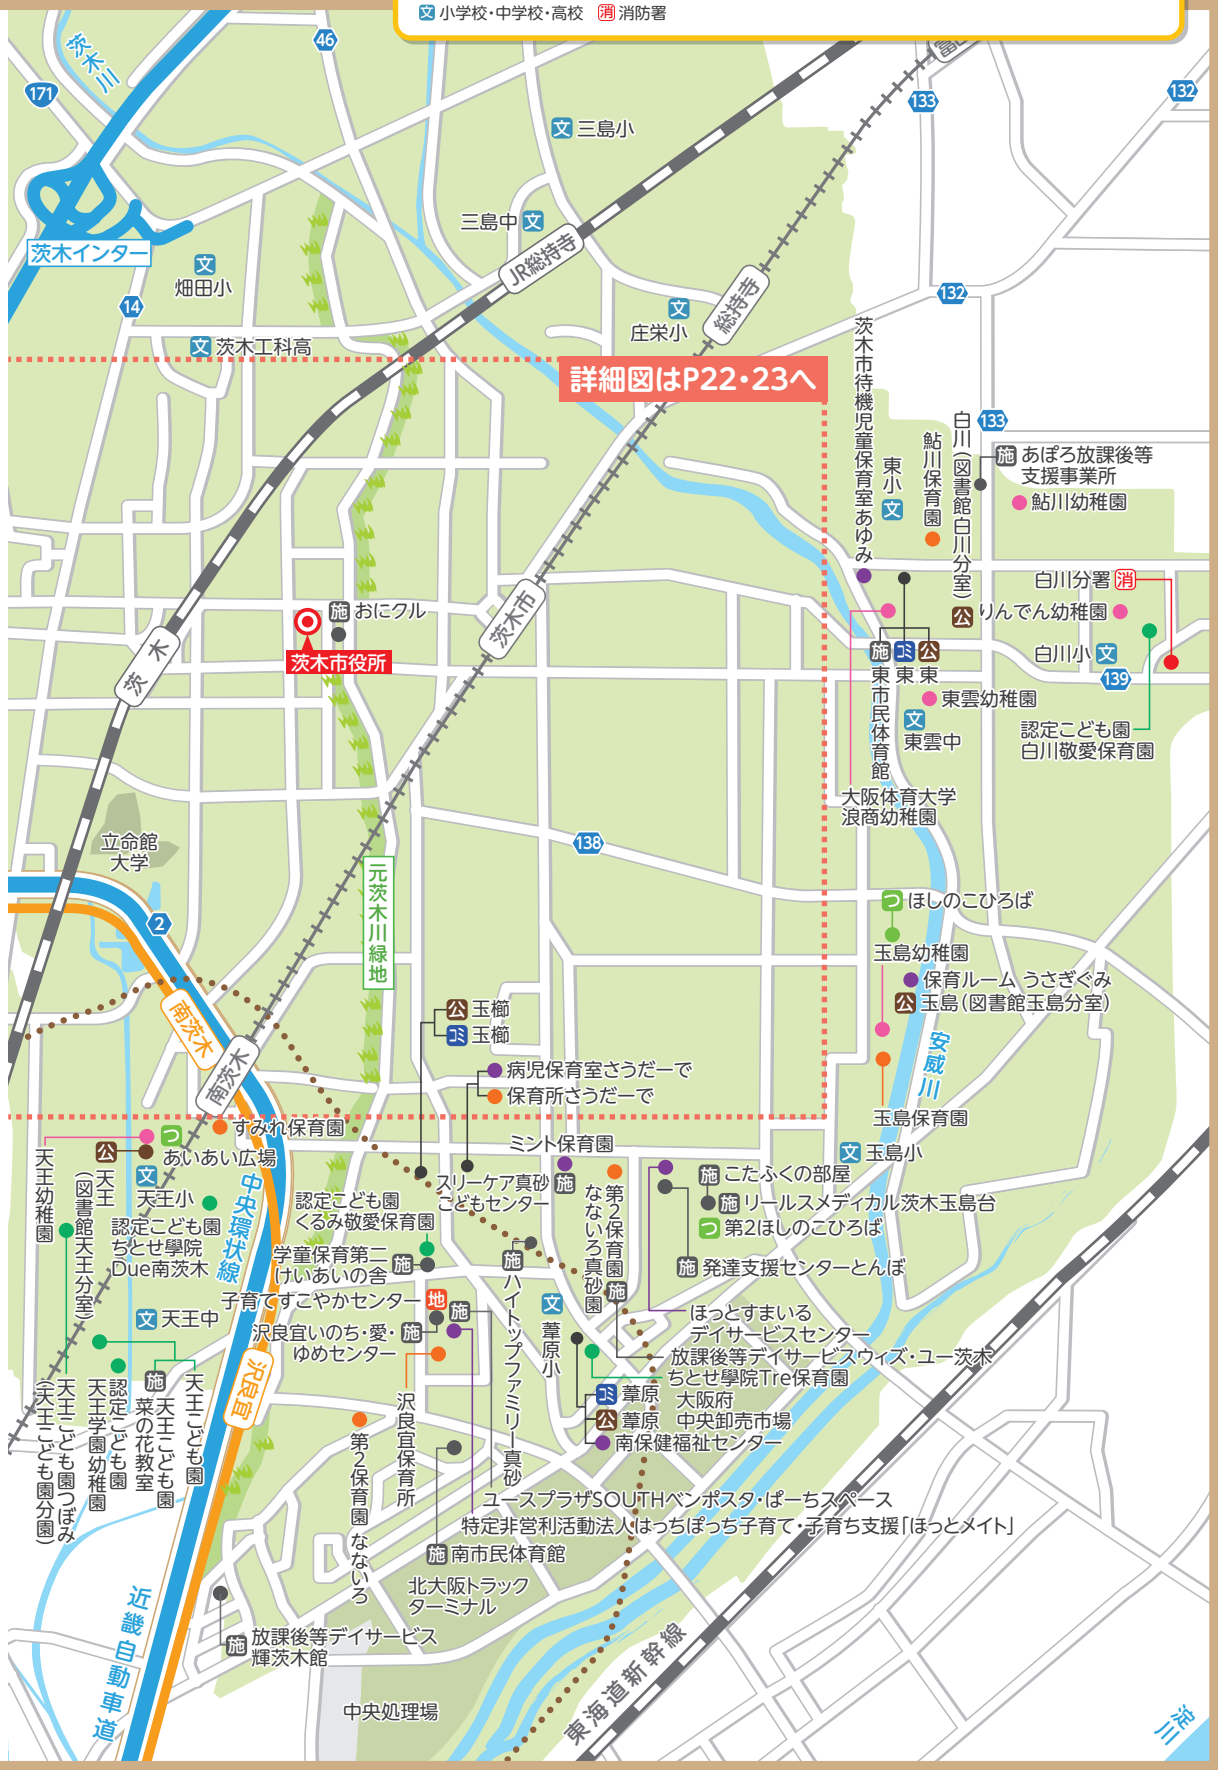 文 小学校・中学校・高校 消 消防署
茨木川
46
171
133
132
文 三島小
三島中 文
JR総持寺
茨木インター
文
畑田小
14
総持寺
132
文
庄栄小
文 茨木工科高
詳細図はP22・23へ
茨木市待機児童保育室あゆみ
東小
文
鮎川保育園
白川(図書館白川分室)
133
施 あぽろ放課後等
支援事業所
鮎川幼稚園
白川分署 消
公 りんでん幼稚園
白川小 文
139
施 おにクル
茨木市役所
茨木市
茨木
施 コミ 公
東市民体育館
東
東
東雲幼稚園
文
東雲中
認定こども園
白川敬愛保育園
大阪体育大学
浪商幼稚園
立命館
大学
138
元茨木川緑地
2
つ ほしのこひろば
玉島幼稚園
保育ルーム うさぎぐみ
公 玉島(図書館玉島分室)
安威川
南茨木
南茨木
公 玉櫛
コミ 玉櫛
病児保育室さうだーで
保育所さうだーで
玉島保育園
すみれ保育園
ミント保育園
施
文 玉島小
天王幼稚園
公
つ
あいあい広場
天王
(図書館天王分室)
文
天王小
認定こども園
ちとせ學院
Due南茨木
中央環状線
認定こども園
くるみ敬愛保育園
スリーケア真砂
こどもセンター
第2保育園
なないろ真砂園
施 こたふくの部屋
施 リールスメディカル茨木玉島台
つ 第2ほしのこひろば
施 発達支援センターとんぼ
学童保育第二
けいあいの舎
施
施 ハイトップファミリー真砂
施
子育てすこやかセンター 地
施
文 天王中
文
葦原小
沢良宜いのち・愛・
ゆめセンター
施
ほっとすまいる
デイサービスセンター
放課後等デイサービスウィズ・ユー茨木
ちとせ學院Tre保育園
沢良宜
天王こども園つぼみ
(天王こども園分園)
認定こども園
天王学園幼稚園
施
天王こども園
菜の花教室
天王こども園
沢良宜保育所
第2保育園 なないろ
コミ 葦原
公 葦原
大阪府
中央卸売市場
南保健福祉センター
ユースプラザSOUTHベンポスタ・ぱーちスペース
特定非営利活動法人はっちぽっち子育て・子育ち支援「ほっとメイト」
施 南市民体育館
北大阪トラック
ターミナル
近畿自動車道
施 放課後等デイサービス
輝茨木館
中央処理場
東海道新幹線
淀川